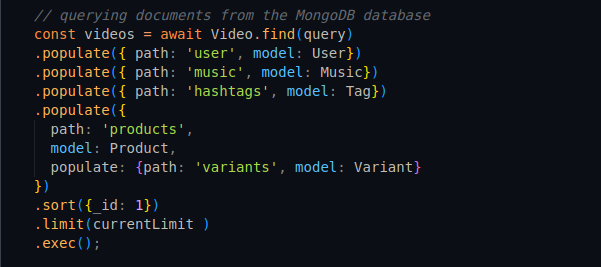 // querying documents from the MongoDB database
const videos = await Video.find(query)
.populate({ path: 'user', model: User})
.populate({ path: 'music', model: Music})
.populate({ path: 'hashtags', model: Tag})
.populate({
path: 'products',
model: Product,
populate: {path: 'variants', model: Variant}
})
.sort({_id: 1})
.limit(currentLimit )
.exec();